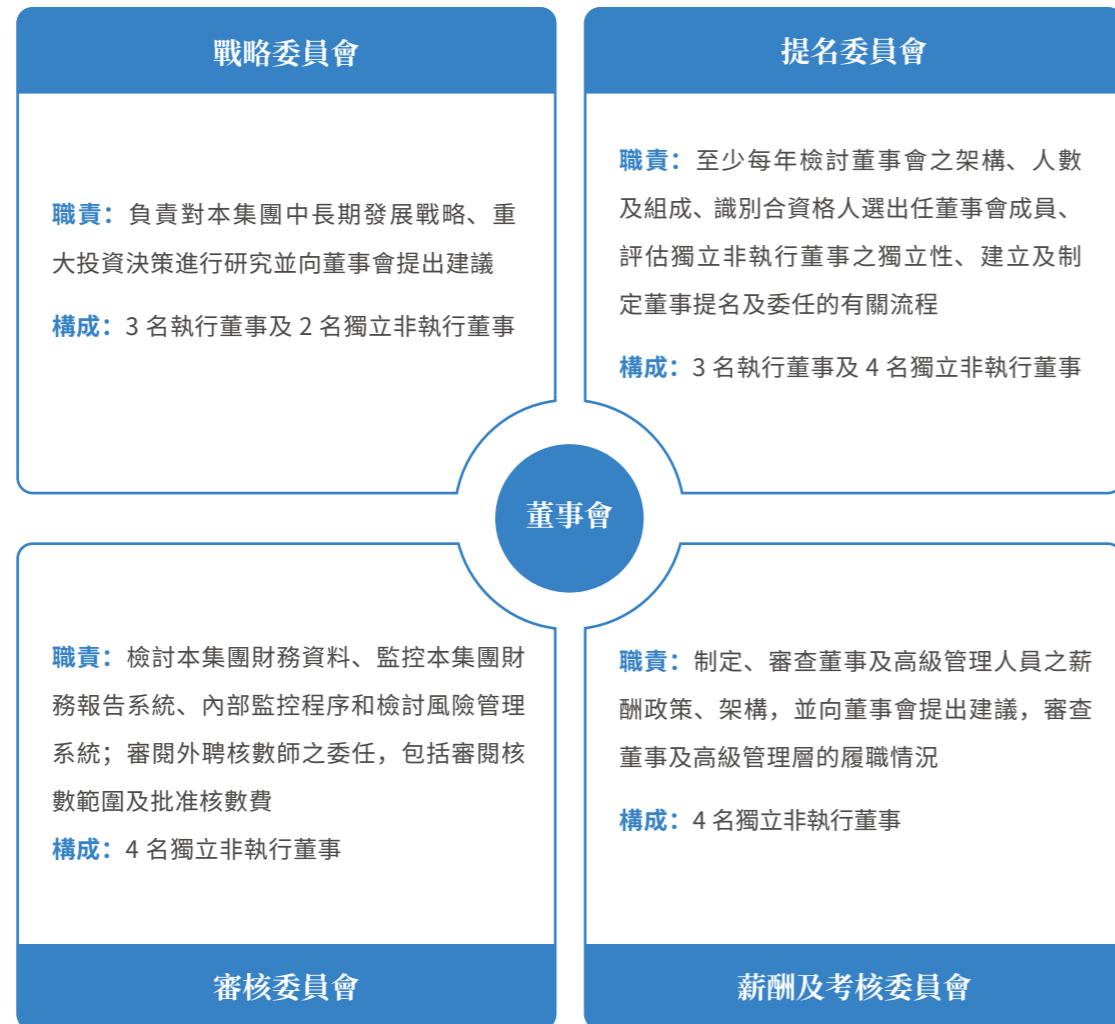 戰略委員會
職責：負責對本集團中長期發展戰略、重
大投資決策進行研究並向董事會提出建議
構成：3 名執行董事及 2 名獨立非執行董事
提名委員會
職責：至少每年檢討董事會之架構、人數
及組成、識別合資格人選出任董事會成員、
評估獨立非執行董事之獨立性、建立及制
定董事提名及委任的有關流程
構成：3 名執行董事及 4 名獨立非執行董事
董事會
職責：檢討本集團財務資料、監控本集團財
務報告系統、內部監控程序和檢討風險管理
系統；審閱外聘核數師之委任，包括審閱核
數範圍及批准核數費
構成：4 名獨立非執行董事
審核委員會
職責：制定、審查董事及高級管理人員之薪
酬政策、架構，並向董事會提出建議，審查
董事及高級管理層的履職情況
構成：4 名獨立非執行董事
薪酬及考核委員會